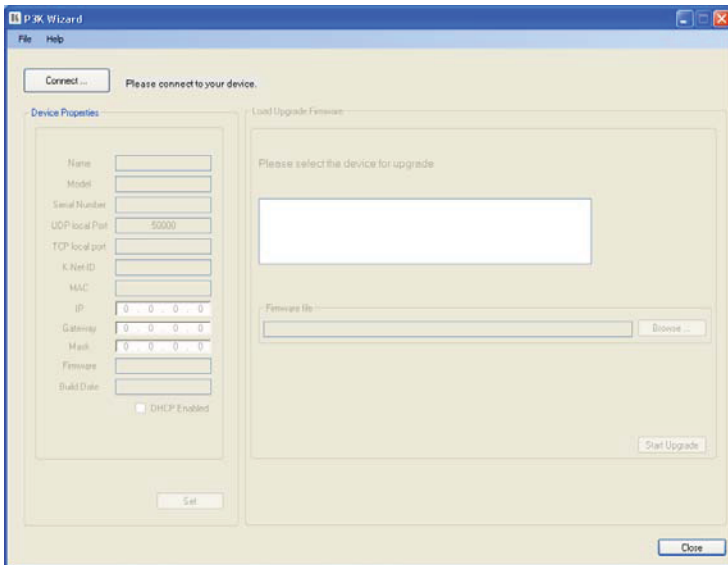 P3K Wizard
File Help
Connect ... Please connect to your device.
Device Properties
Name
Model
Serial Number
UDP local Port 50000
TCP local port
K-Net ID
MAC
IP 0 . 0 . 0 . 0
Gateway 0 . 0 . 0 . 0
Mask 0 . 0 . 0 . 0
Firmware
Build Date
DHCP Enabled
Set
Load Upgrade Firmware
Please select the device for upgrade
Firmware file
Browse ...
Start Upgrade
Close